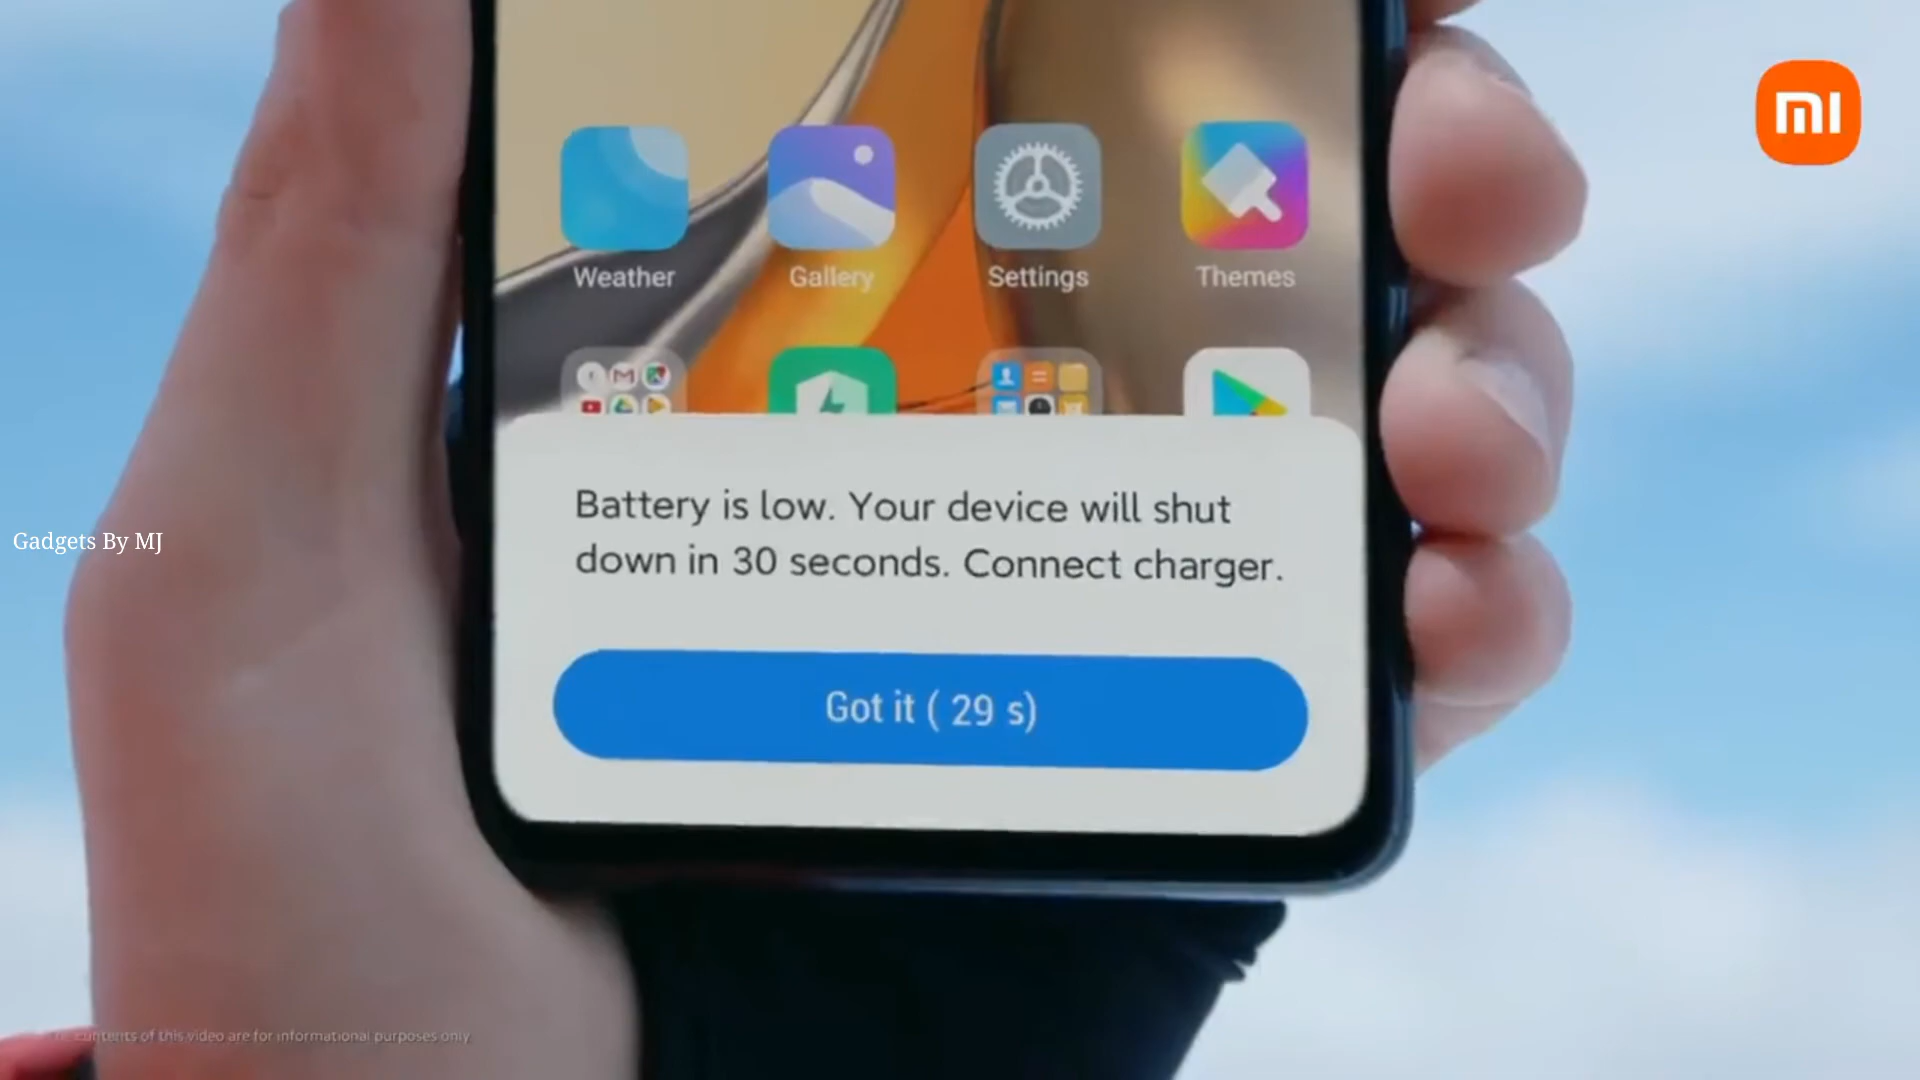 mi
Weather
Gallery
Settings
Themes
Battery is low. Your device will shut
down in 30 seconds. Connect charger.
Got it ( 29 s)
Gadgets By MJ
contents of this video are for informational purposes only